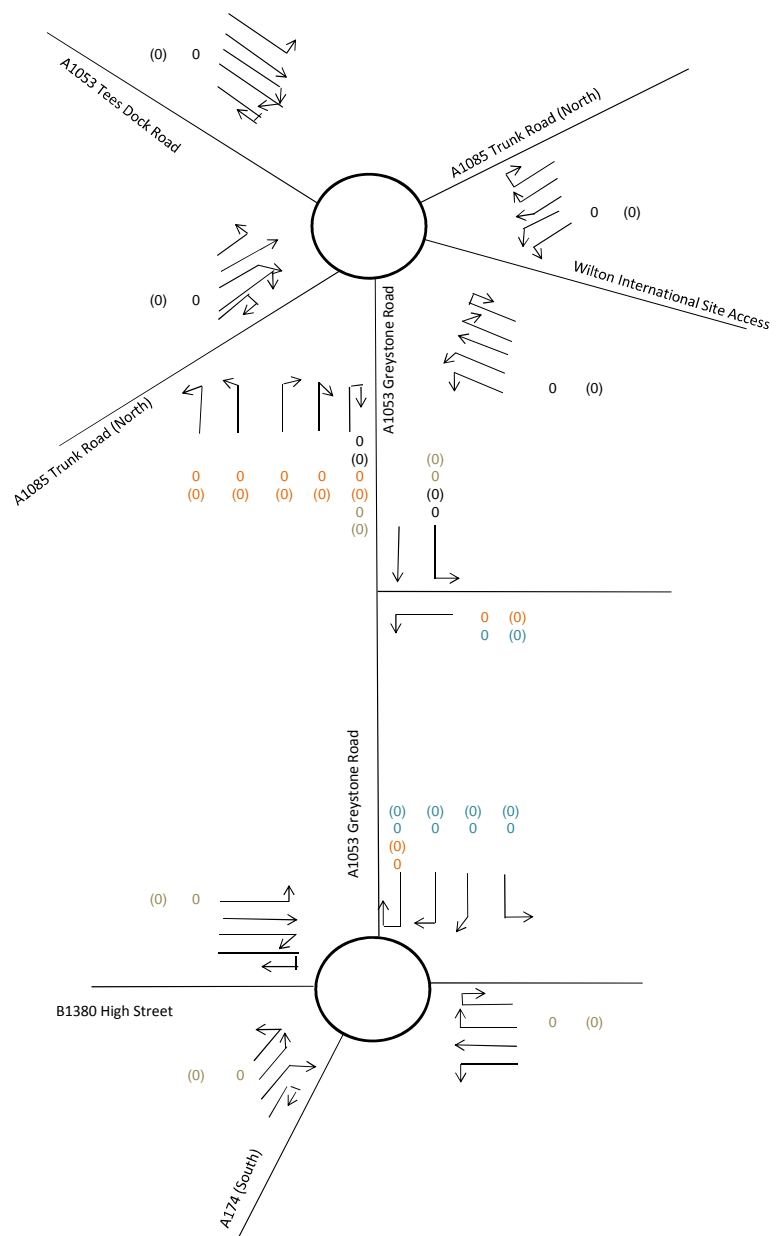 (0) 0
A1053 Tees Dock Road
A1085 Trunk Road (North)
0 (0)
Wilton International Site Access
(0) 0
A1053 Greystone Road
0 (0)
A1085 Trunk Road (North)
0
(0)
0 0 0 0 0
(0) (0) (0) (0) (0)
0
(0)
(0)
0
(0)
0
0 (0)
0 (0)
A1053 Greystone Road
(0) (0) (0) (0)
0 0 0 0
(0)
0
(0) 0
B1380 High Street
0 (0)
(0) 0
A174 (South)